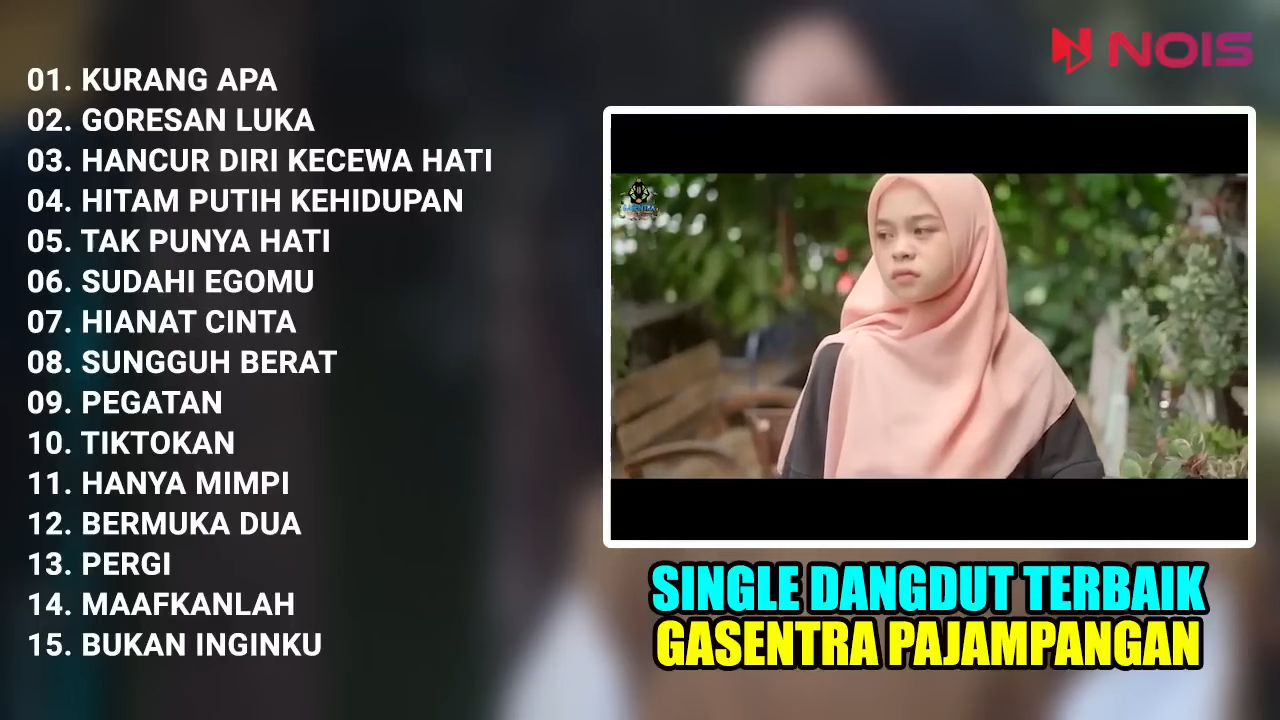 NOIS
01. KURANG APA
02. GORESAN LUKA
03. HANCUR DIRI KECEWA HATI
04. HITAM PUTIH KEHIDUPAN
05. TAK PUNYA HATI
06. SUDAHI EGOMU
07. HIANAT CINTA
08. SUNGGUH BERAT
09. PEGATAN
10. TIKTOKAN
11. HANYA MIMPI
12. BERMUKA DUA
13. PERGI
14. MAAFKANLAH
15. BUKAN INGINKU
SINGLE DANGDUT TERBAIK
GASENTRA PAJAMPANGAN